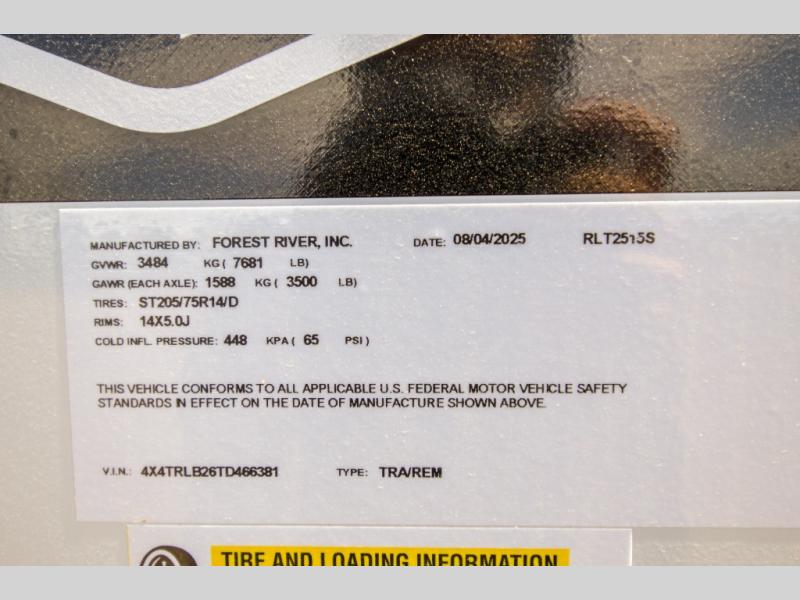 MANUFACTURED BY: FOREST RIVER, INC. DATE: 08/04/2025 RLT2515S
GVWR: 3484 KG ( 7681 LB)
GAWR (EACH AXLE): 1588 KG ( 3500 LB)
TIRES: ST205/75R14/D
RIMS: 14X5.0J
COLD INFL. PRESSURE: 448 KPA ( 65 PSI )
THIS VEHICLE CONFORMS TO ALL APPLICABLE U.S. FEDERAL MOTOR VEHICLE SAFETY
STANDARDS IN EFFECT ON THE DATE OF MANUFACTURE SHOWN ABOVE.
V.I.N.: 4X4TRLB26TD466381 TYPE: TRA/REM
TIRE AND LOADING INFORMATION